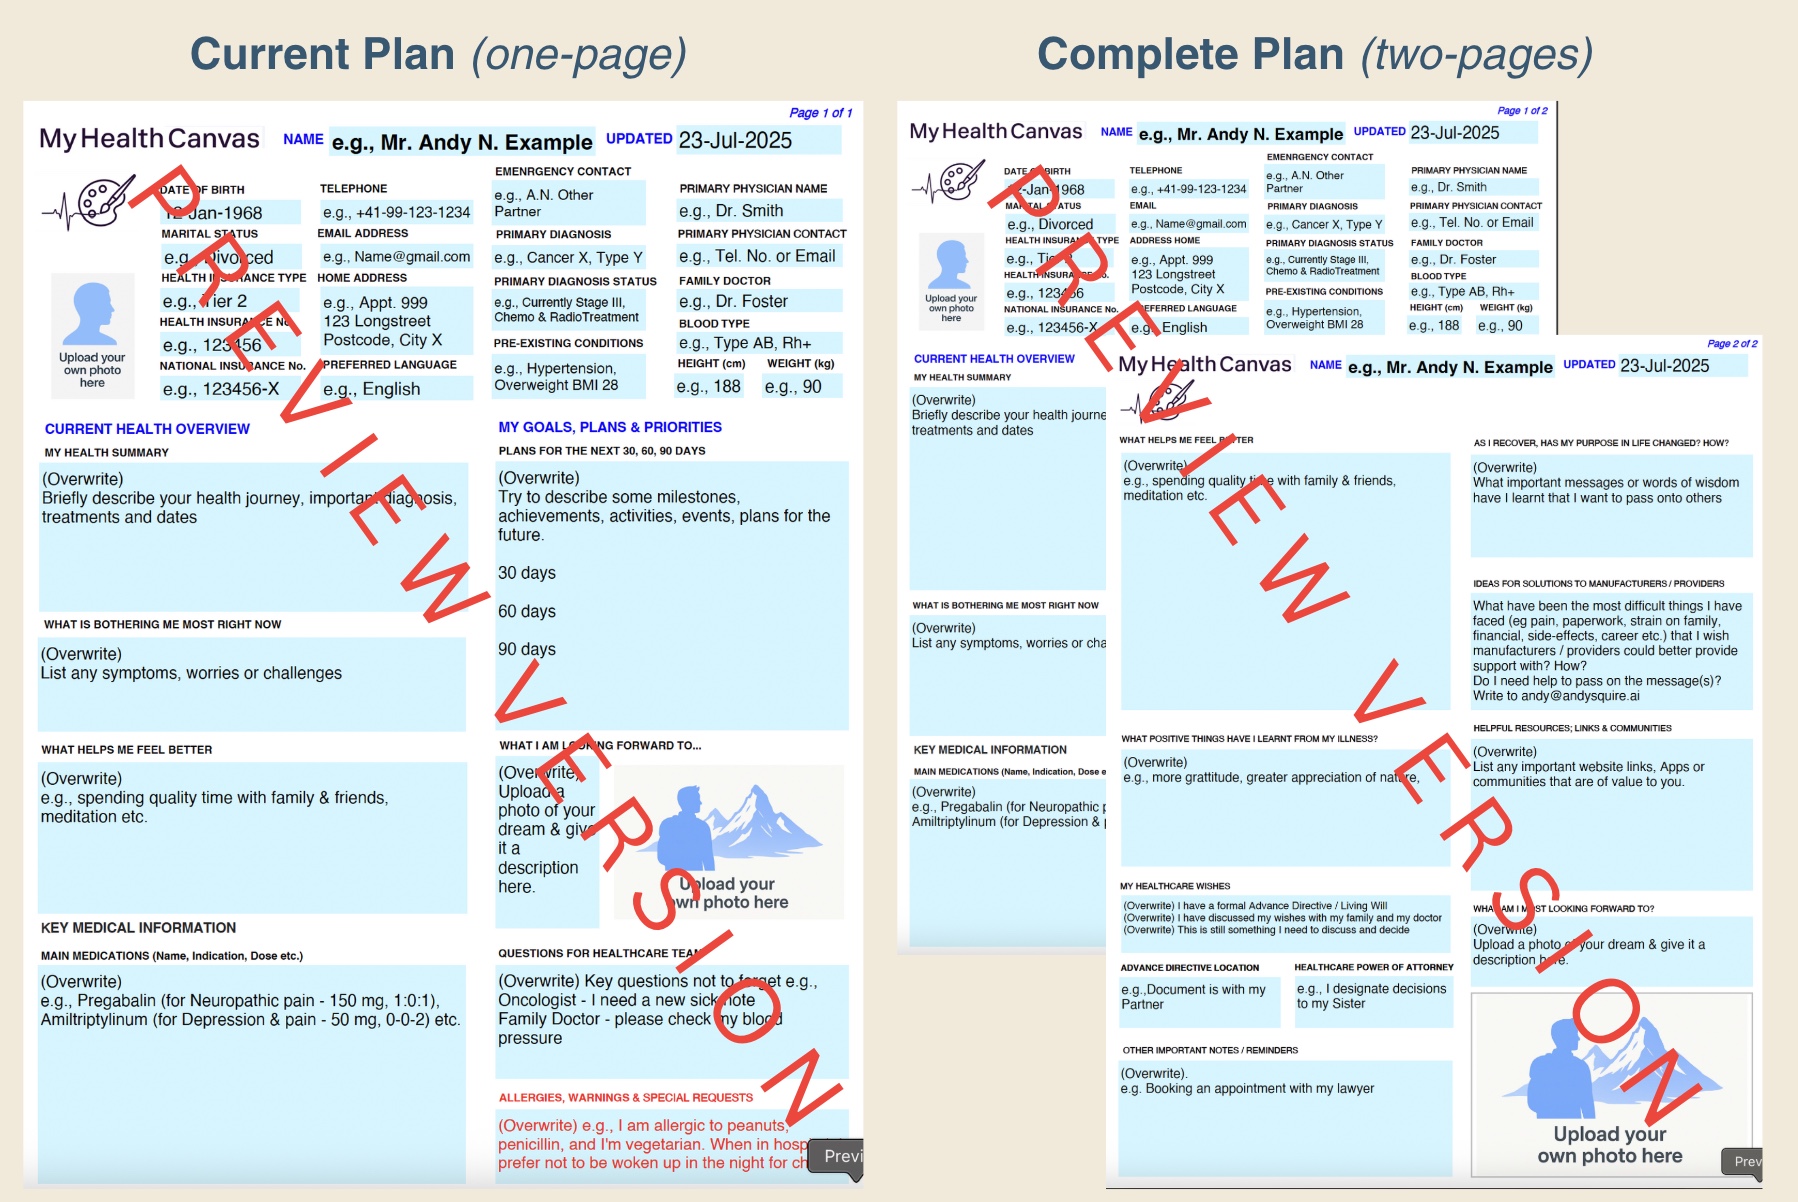 Current Plan (one-page)
Page 1 of 1
My Health Canvas
NAME e.g., Mr. Andy N. Example UPDATED 23-Jul-2025
DATE OF BIRTH
12-Jan-1968
MARITAL STATUS
e.g., Divorced
HEALTH INSURANCE TYPE
e.g., Tier 2
HEALTH INSURANCE No.
e.g., 123456
NATIONAL INSURANCE No.
e.g., 123456-X
TELEPHONE
e.g., +41-99-123-1234
EMAIL ADDRESS
e.g., Name@gmail.com
HOME ADDRESS
e.g., Appt. 999
123 Longstreet
Postcode, City X
PREFERRED LANGUAGE
e.g., English
EMENRGENCY CONTACT
e.g., A.N. Other
Partner
PRIMARY DIAGNOSIS
e.g., Cancer X, Type Y
PRIMARY DIAGNOSIS STATUS
e.g., Currently Stage III,
Chemo & RadioTreatment
PRE-EXISTING CONDITIONS
e.g., Hypertension,
Overweight BMI 28
PRIMARY PHYSICIAN NAME
e.g., Dr. Smith
PRIMARY PHYSICIAN CONTACT
e.g., Tel. No. or Email
FAMILY DOCTOR
e.g., Dr. Foster
BLOOD TYPE
e.g., Type AB, Rh+
HEIGHT (cm) WEIGHT (kg)
e.g., 188 e.g., 90
Upload your
own photo
here
CURRENT HEALTH OVERVIEW
MY HEALTH SUMMARY
(Overwrite)
Briefly describe your health journey, important diagnosis,
treatments and dates
WHAT IS BOTHERING ME MOST RIGHT NOW
(Overwrite)
List any symptoms, worries or challenges
WHAT HELPS ME FEEL BETTER
(Overwrite)
e.g., spending quality time with family & friends,
meditation etc.
KEY MEDICAL INFORMATION
MAIN MEDICATIONS (Name, Indication, Dose etc.)
(Overwrite)
e.g., Pregabalin (for Neuropathic pain - 150 mg, 1:0:1),
Amiltriptylinum (for Depression & pain - 50 mg, 0-0-2) etc.
MY GOALS, PLANS & PRIORITIES
PLANS FOR THE NEXT 30, 60, 90 DAYS
(Overwrite)
Try to describe some milestones,
achievements, activities, events, plans for the
future.
30 days
60 days
90 days
WHAT I AM LOOKING FORWARD TO...
(Overwrite)
Upload a
photo of your
dream & give
it a
description
here.
Upload your
own photo here
QUESTIONS FOR HEALTHCARE TEAM
(Overwrite) Key questions not to forget e.g.,
Oncologist - I need a new sick note
Family Doctor - please check my blood
pressure
ALLERGIES, WARNINGS & SPECIAL REQUESTS
(Overwrite) e.g., I am allergic to peanuts,
penicillin, and I'm vegetarian. When in hosp
prefer not to be woken up in the night for ch
Previ
PREVIEW VERSION
Complete Plan (two-pages)
Page 1 of 2
My Health Canvas
NAME e.g., Mr. Andy N. Example UPDATED 23-Jul-2025
DATE OF BIRTH
12-Jan-1968
MARITAL STATUS
e.g., Divorced
HEALTH INSURANCE TYPE
e.g., Tier 2
HEALTH INSURANCE No.
e.g., 123456
NATIONAL INSURANCE No.
e.g., 123456-X
TELEPHONE
e.g., +41-99-123-1234
EMAIL
e.g., Name@gmail.com
ADDRESS HOME
e.g., Appt. 999
123 Longstreet
Postcode, City X
PREFERRED LANGUAGE
e.g., English
EMENRGENCY CONTACT
e.g., A.N. Other
Partner
PRIMARY DIAGNOSIS
e.g., Cancer X, Type Y
PRIMARY DIAGNOSIS STATUS
e.g., Currently Stage III,
Chemo & RadioTreatment
PRE-EXISTING CONDITIONS
e.g., Hypertension,
Overweight BMI 28
PRIMARY PHYSICIAN NAME
e.g., Dr. Smith
PRIMARY PHYSICIAN CONTACT
e.g., Tel. No. or Email
FAMILY DOCTOR
e.g., Dr. Foster
BLOOD TYPE
e.g., Type AB, Rh+
HEIGHT (cm) WEIGHT (kg)
e.g., 188 e.g., 90
Upload your
own photo
here
CURRENT HEALTH OVERVIEW
MY HEALTH SUMMARY
(Overwrite)
Briefly describe your health journe
treatments and dates
WHAT IS BOTHERING ME MOST RIGHT NOW
(Overwrite)
List any symptoms, worries or cha
KEY MEDICAL INFORMATION
MAIN MEDICATIONS (Name, Indication, Dose e
(Overwrite)
e.g., Pregabalin (for Neuropathic p
Amiltriptylinum (for Depression & p
Page 2 of 2
My Health Canvas
NAME e.g., Mr. Andy N. Example UPDATED 23-Jul-2025
WHAT HELPS ME FEEL BETTER
(Overwrite)
e.g., spending quality time with family & friends,
meditation etc.
WHAT POSITIVE THINGS HAVE I LEARNT FROM MY ILLNESS?
(Overwrite)
e.g., more grattitude, greater appreciation of nature,
MY HEALTHCARE WISHES
(Overwrite) I have a formal Advance Directive / Living Will
(Overwrite) I have discussed my wishes with my family and my doctor
(Overwrite) This is still something I need to discuss and decide
ADVANCE DIRECTIVE LOCATION
e.g.,Document is with my
Partner
HEALTHCARE POWER OF ATTORNEY
e.g., I designate decisions
to my Sister
OTHER IMPORTANT NOTES / REMINDERS
(Overwrite).
e.g. Booking an appointment with my lawyer
AS I RECOVER, HAS MY PURPOSE IN LIFE CHANGED? HOW?
(Overwrite)
What important messages or words of wisdom
have I learnt that I want to pass onto others
IDEAS FOR SOLUTIONS TO MANUFACTURERS / PROVIDERS
What have been the most difficult things I have
faced (eg pain, paperwork, strain on family,
financial, side-effects, career etc.) that I wish
manufacturers / providers could better provide
support with? How?
Do I need help to pass on the message(s)?
Write to andy@andysquire.ai
HELPFUL RESOURCES; LINKS & COMMUNITIES
(Overwrite)
List any important website links, Apps or
communities that are of value to you.
WHAT AM I MOST LOOKING FORWARD TO?
(Overwrite)
Upload a photo of your dream & give it a
description here.
Upload your
own photo here
Prev
PREVIEW VERSION